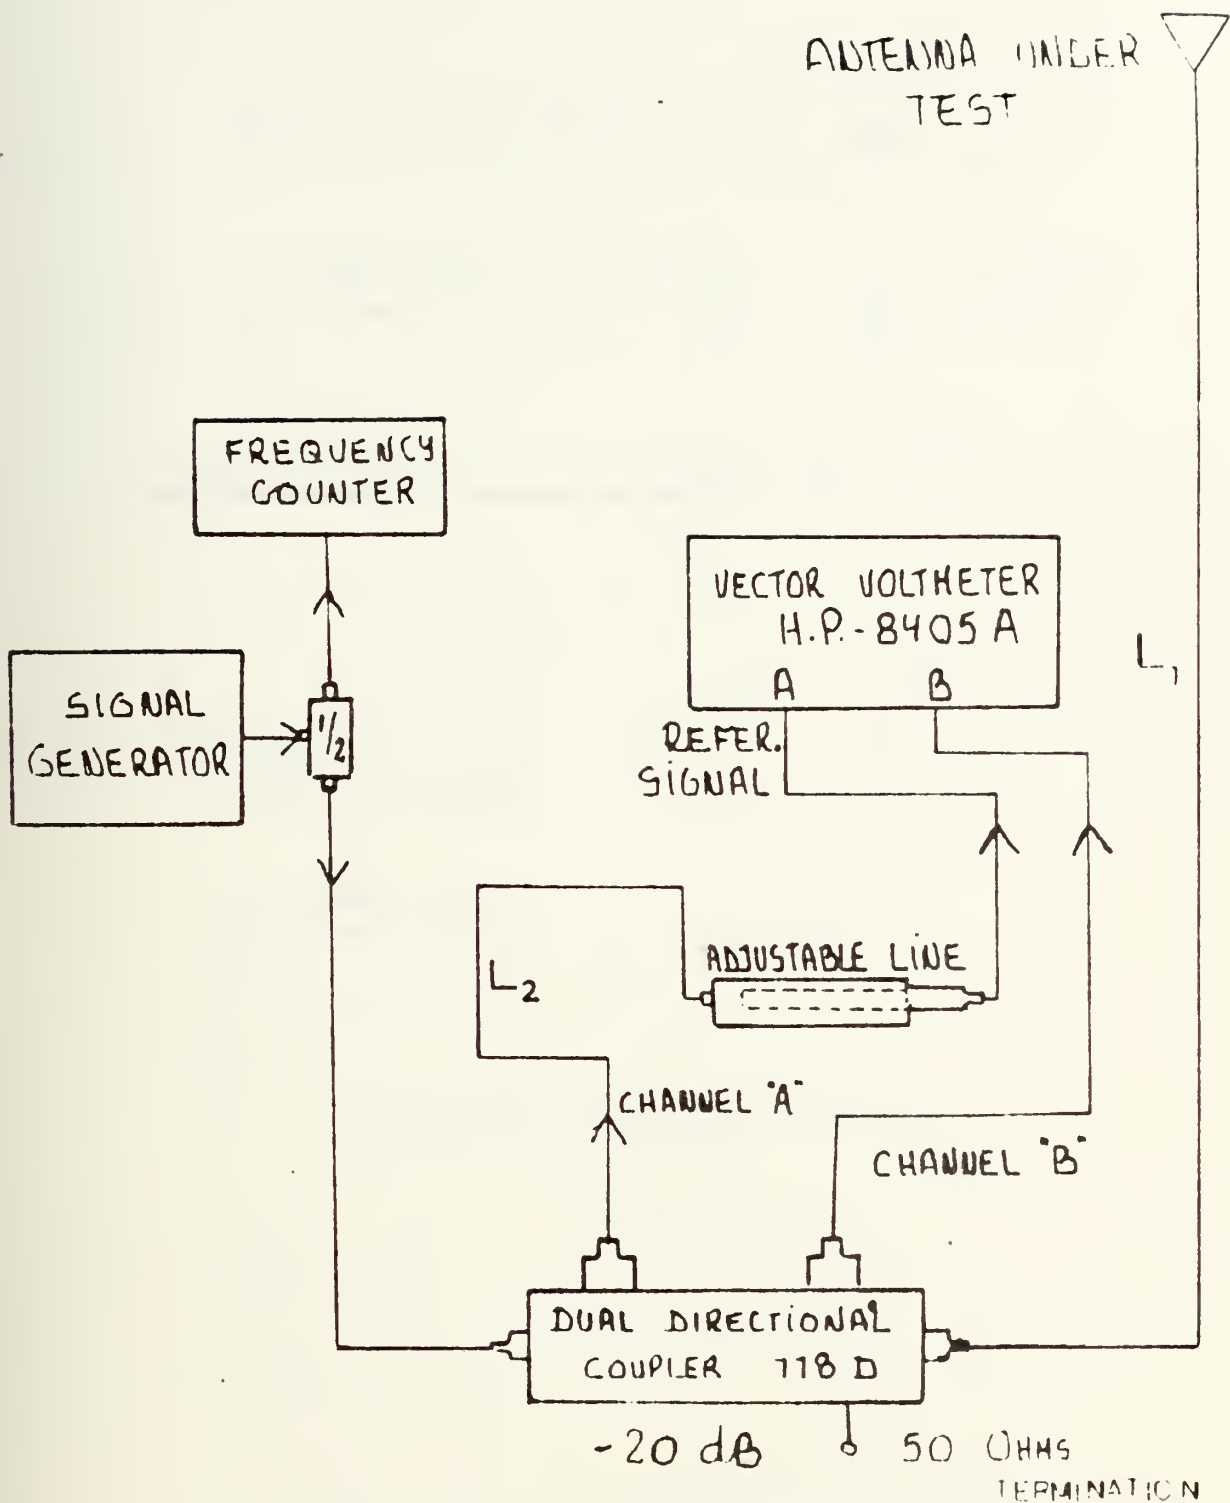 ANTENNA UNDER
TEST
FREQUENCY
COUNTER
SIGNAL
GENERATOR
1/2
VECTOR VOLTMETER
H.P.-8405 A
A B
REFER.
SIGNAL
L1
ADJUSTABLE LINE
L2
CHANNEL "A"
CHANNEL "B"
DUAL DIRECTIONAL
COUPLER 778 D
-20 dB 50 OHMS
TERMINATION